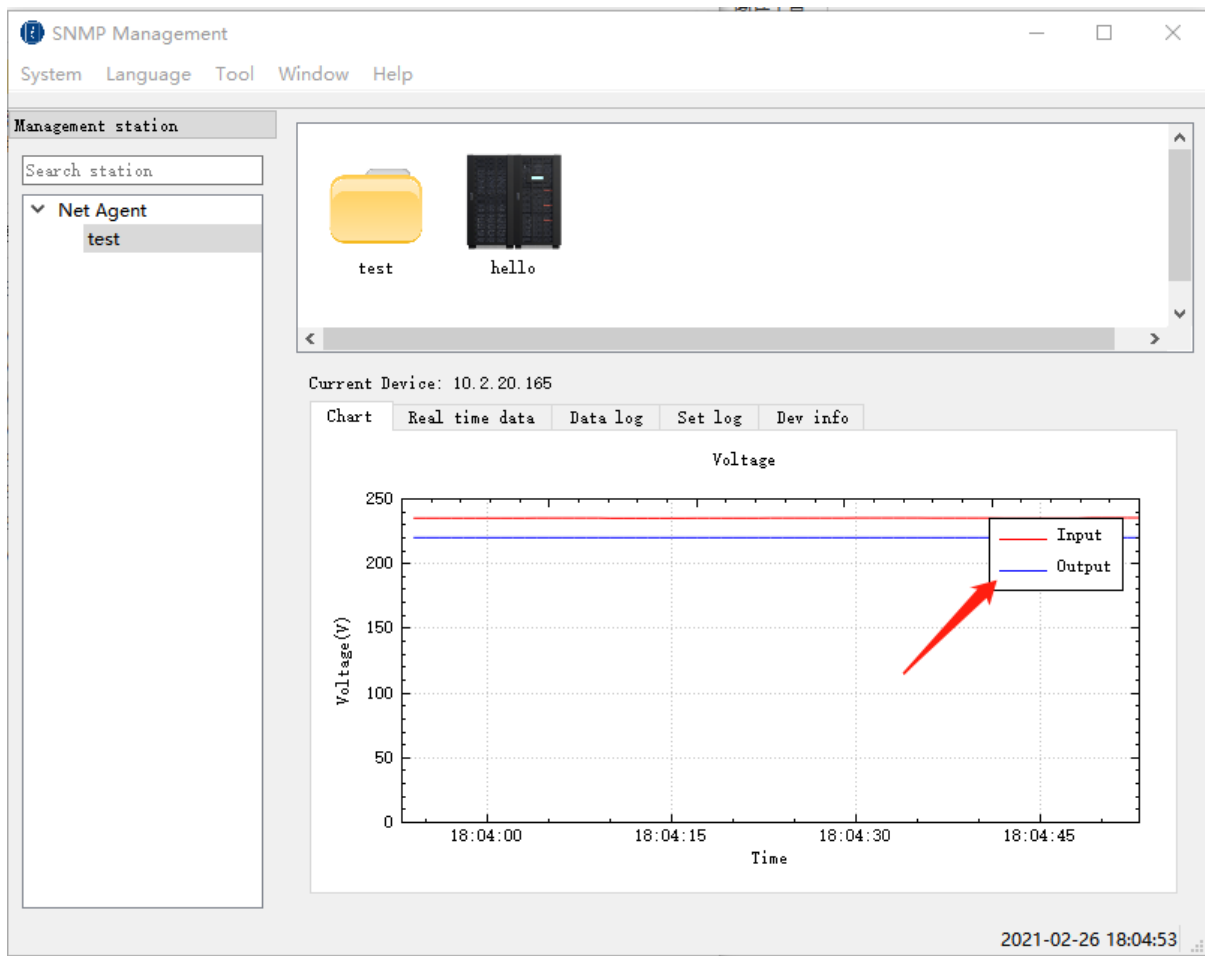 SNMP Management
System Language Tool Window Help
Management station
Search station
Net Agent
test
test hello
Current Device: 10.2.20.165
Chart Real time data Data log Set log Dev info
Voltage
Input
Output
Voltage(V)
250
200
150
100
50
0
18:04:00 18:04:15 18:04:30 18:04:45
Time
2021-02-26 18:04:53